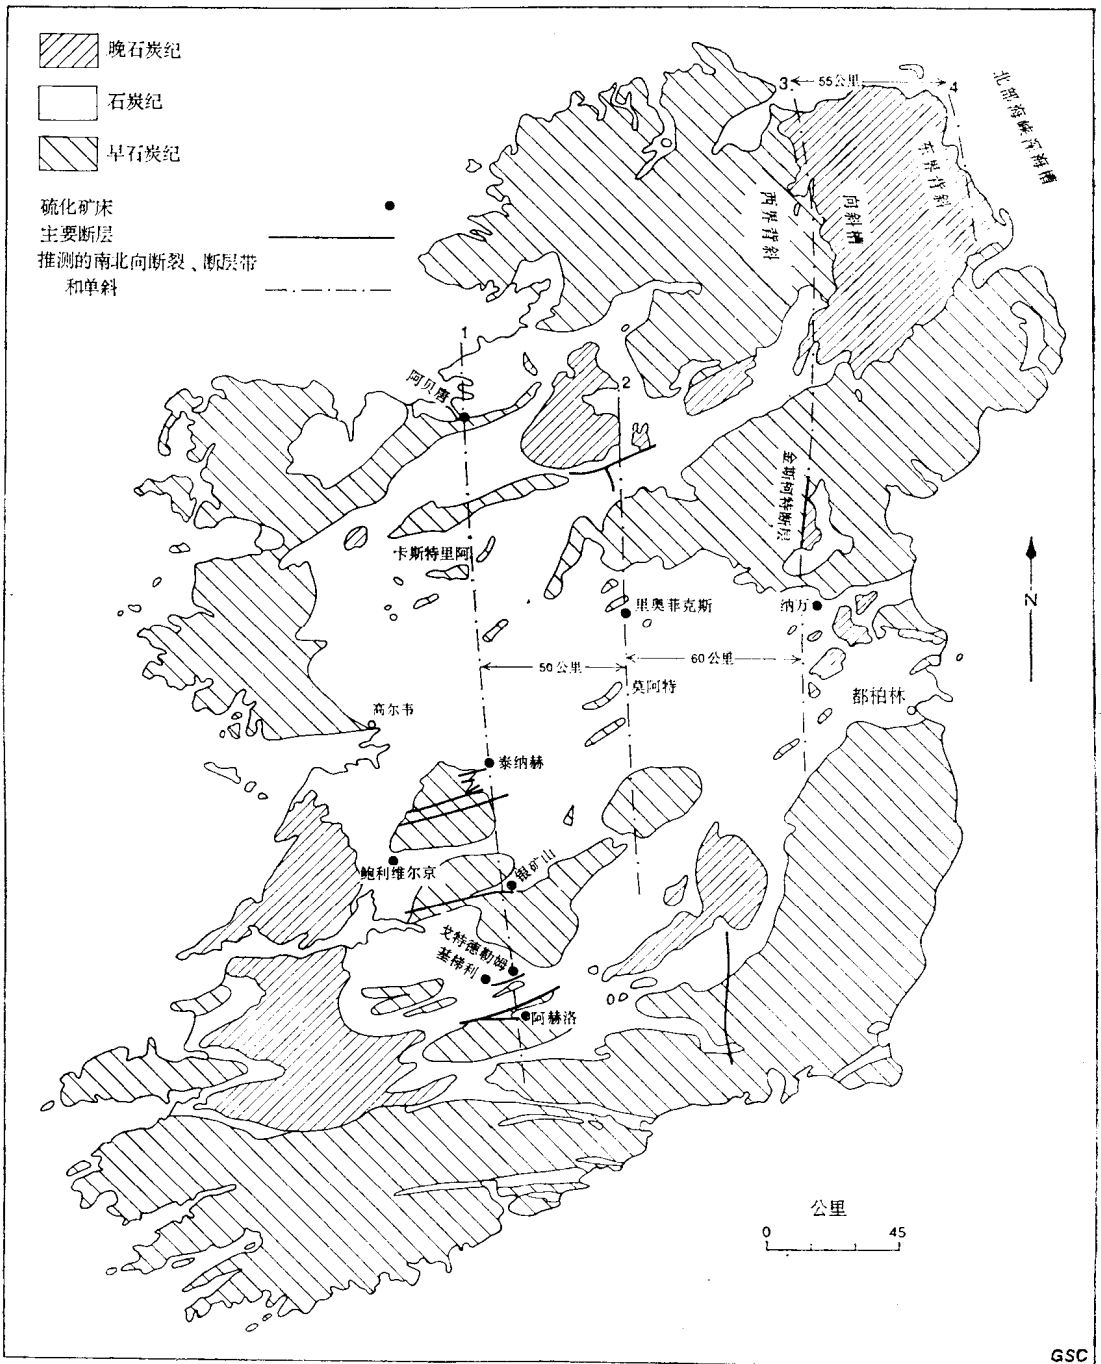 晚石炭纪
石炭纪
早石炭纪
硫化矿床
主要断层
推测的南北向断裂、断层带
和单斜
3
55公里
4
北部海峡深海槽
东界背斜
向斜槽
西界背斜
1
阿贝唐
2
金斯阿特断层
卡斯特里阿
里奥菲克斯
纳万
N
50公里
60公里
莫阿特
都柏林
高尔韦
泰纳赫
鲍利维尔京
银矿山
戈特德勒姆
基梯利
阿赫洛
公里
0 45
GSC